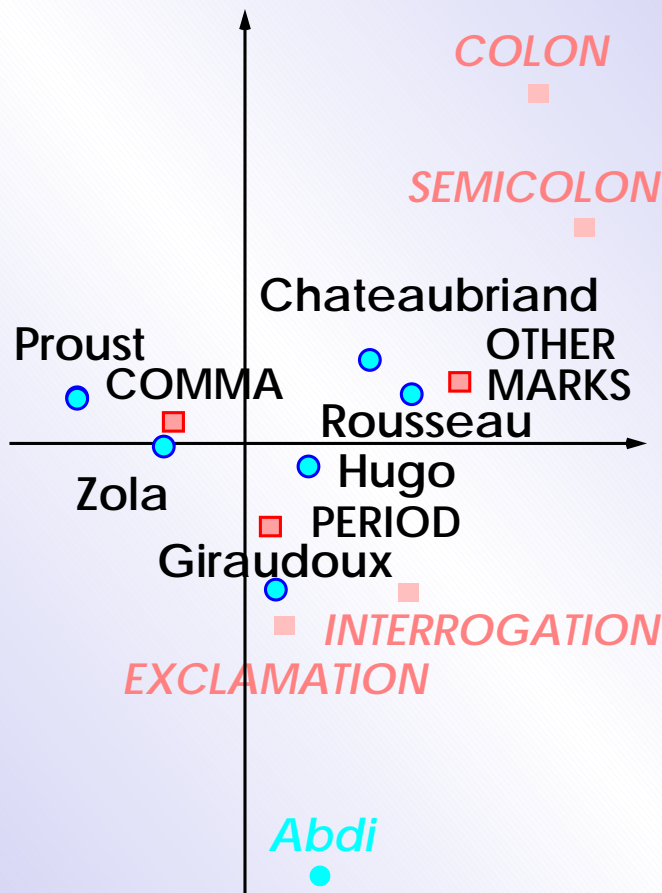 COLON
SEMICOLON
Chateaubriand
Proust
OTHER
COMMA
MARKS
Rousseau
Hugo
Zola
PERIOD
Giraudoux
INTERROGATION
EXCLAMATION
Abdi